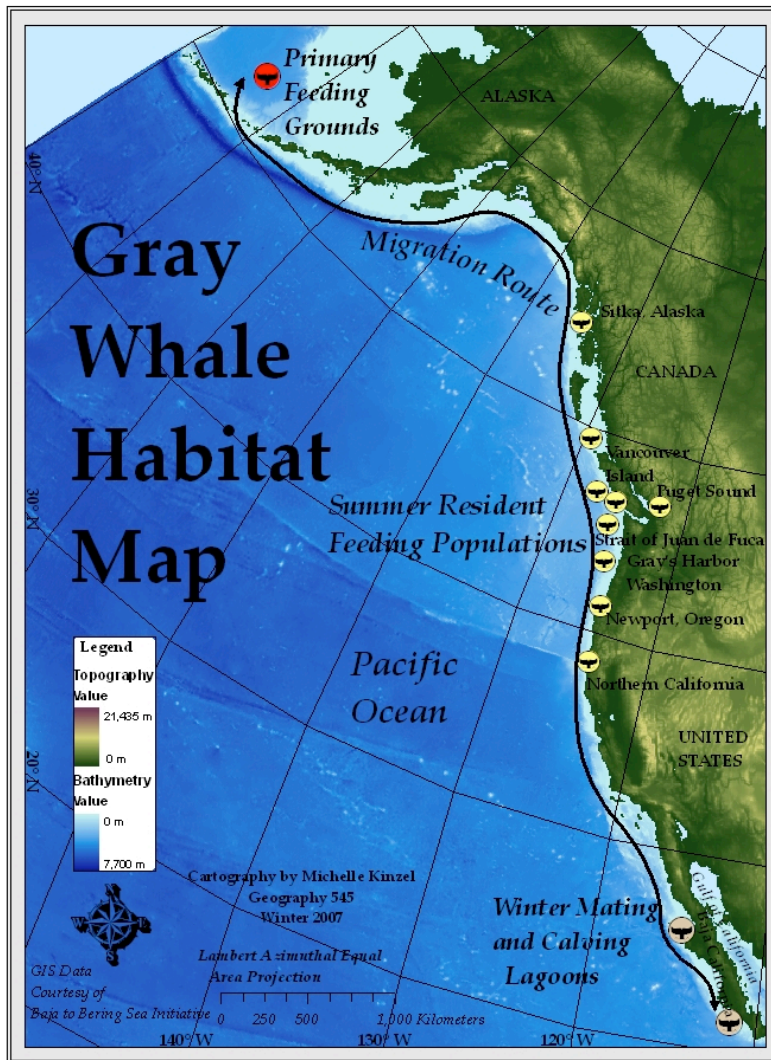 Primary
Feeding
Grounds
ALASKA
40° N
Gray
Whale
Habitat
Map
Migration Route
Sitka, Alaska
CANADA
Vancouver
Island
Puget Sound
30° N
Summer Resident
Feeding Populations
Strait of Juan de Fuca
Gray's Harbor
Washington
Newport, Oregon
Pacific
Ocean
Northern California
UNITED
STATES
Legend
Topography
Value
21,435 m
0 m
Bathymetry
Value
0 m
7,700 m
20° N
Cartography by Michelle Kinzel
Geography 545
Winter 2007
Winter Mating
and Calving
Lagoons
Gulf of California
Baja California
N
W
E
S
Lambert Azimuthal Equal
Area Projection
0 250 500 1,000 Kilometers
GIS Data
Courtesy of
Baja to Bering Sea Initiative
140° W
130° W
120° W